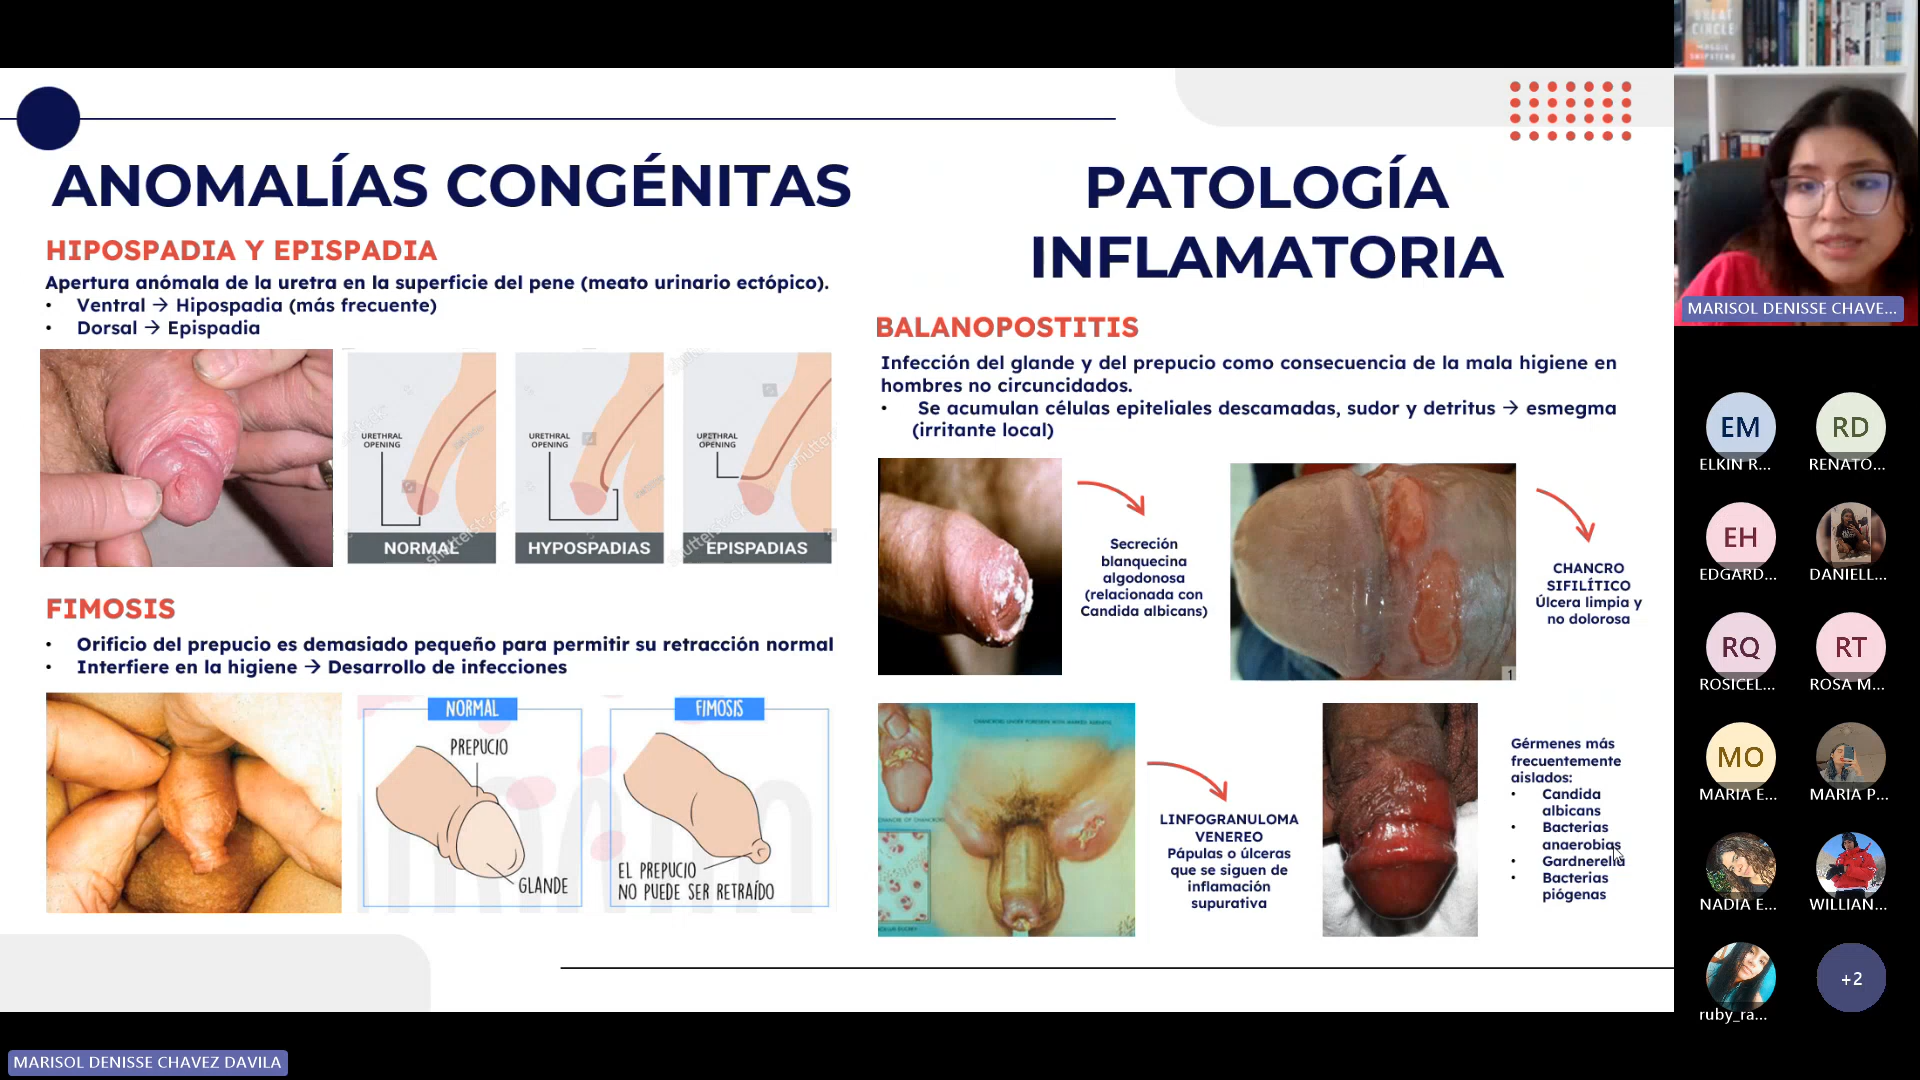 ANOMALÍAS CONGÉNITAS
HIPOSPADIA Y EPISPADIA
Apertura anómala de la uretra en la superficie del pene (meato urinario ectópico).
• Ventral → Hipospadia (más frecuente)
• Dorsal → Epispadia
URETHRAL
OPENING
NORMAL
URETHRAL
OPENING
HYPOSPADIAS
URETHRAL
OPENING
EPISPADIAS
FIMOSIS
• Orificio del prepucio es demasiado pequeño para permitir su retracción normal
• Interfiere en la higiene → Desarrollo de infecciones
NORMAL
PREPUCIO
GLANDE
FIMOSIS
EL PREPUCIO
NO PUEDE SER RETRAÍDO
PATOLOGÍA
INFLAMATORIA
BALANOPOSTITIS
Infección del glande y del prepucio como consecuencia de la mala higiene en
hombres no circuncidados.
• Se acumulan células epiteliales descamadas, sudor y detritus → esmegma
(irritante local)
Secreción
blanquecina
algodonosa
(relacionada con
Candida albicans)
1
CHANCRO
SIFILÍTICO
Úlcera limpia y
no dolorosa
LINFOGRANULOMA
VENEREO
Pápulas o úlceras
que se siguen de
inflamación
supurativa
Gérmenes más
frecuentemente
aislados:
• Candida
albicans
• Bacterias
anaerobias
• Gardnerella
• Bacterias
piógenas
GREAT
CIRCLE
MAGGIE
SHIPSTEAD
MARISOL DENISSE CHAVE...
EM
ELKIN R...
RD
RENATO...
EH
EDGARD...
DANIELL...
RQ
ROSICEL...
RT
ROSA M...
MO
MARIA E...
MARIA P...
NADIA E...
WILLIAN...
ruby_ra...
+2
MARISOL DENISSE CHAVEZ DAVILA